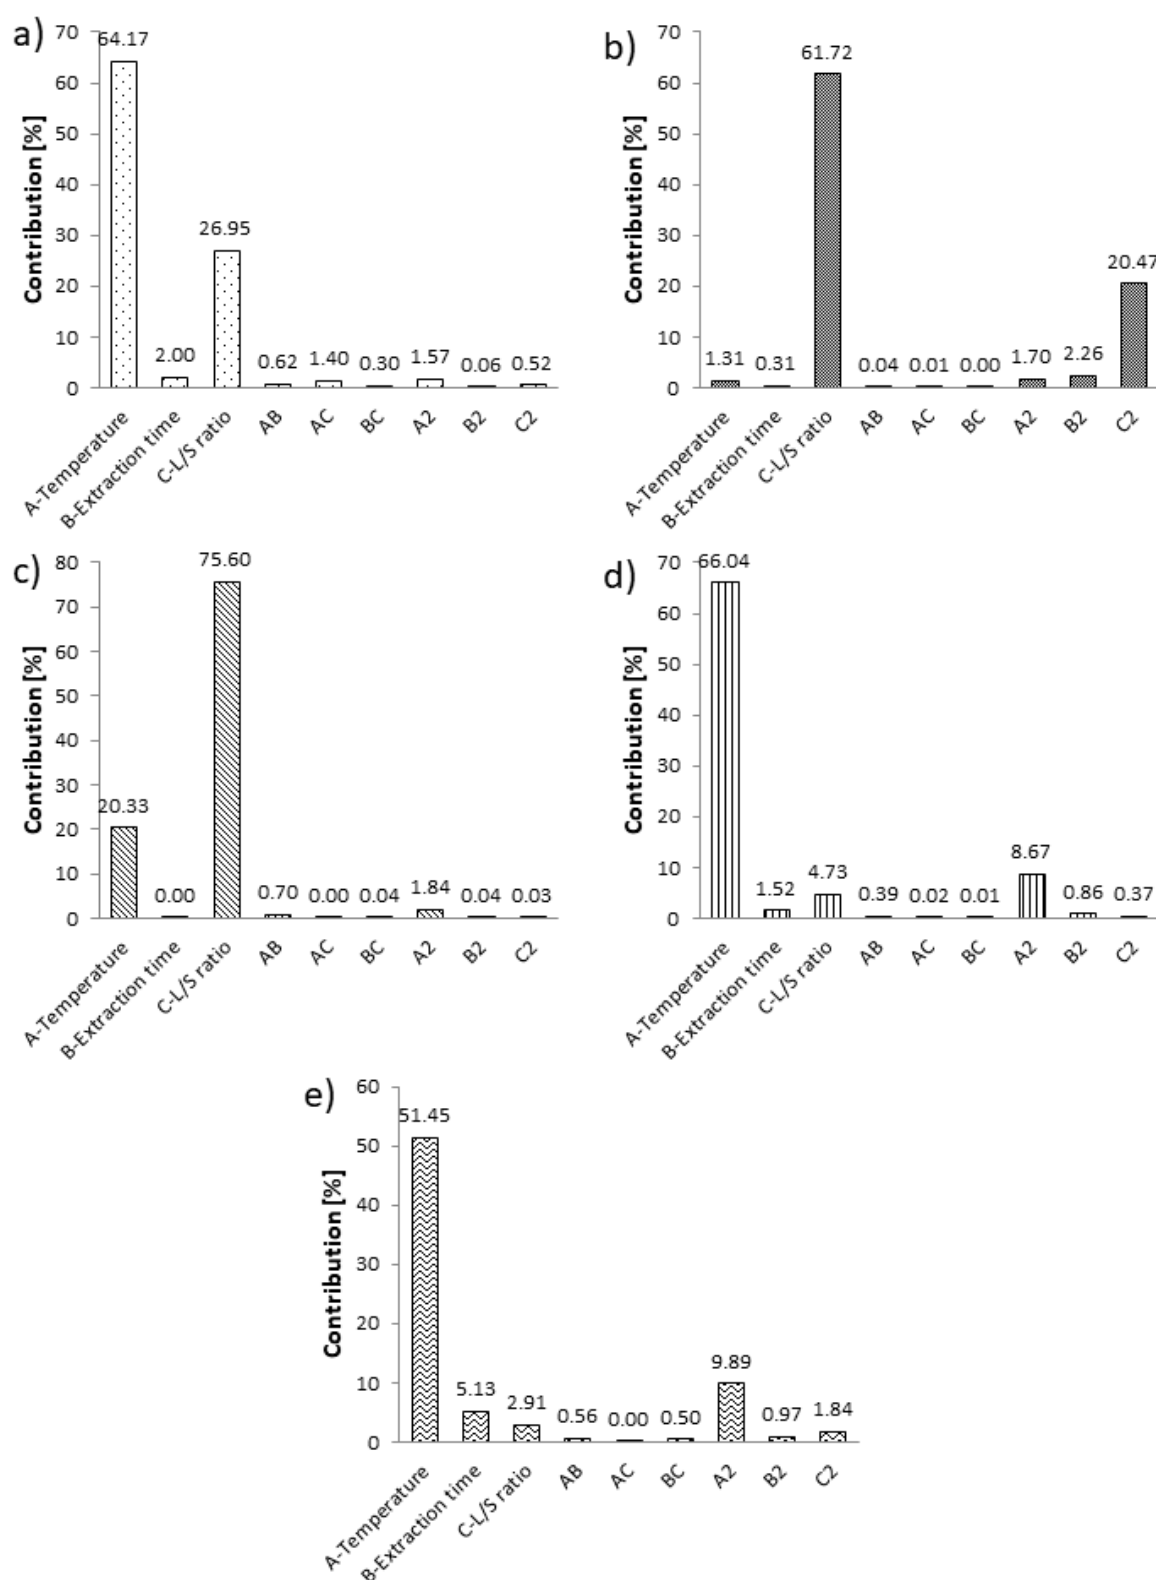 a)
Contribution [%]
70
60
50
40
30
20
10
0
64.17
2.00
26.95
0.62
1.40
0.30
1.57
0.06
0.52
A-Temperature
B-Extraction time
C-L/S ratio
AB
AC
BC
A2
B2
C2
b)
Contribution [%]
70
60
50
40
30
20
10
0
1.31
0.31
61.72
0.04
0.01
0.00
1.70
2.26
20.47
A-Temperature
B-Extraction time
C-L/S ratio
AB
AC
BC
A2
B2
C2
c)
Contribution [%]
80
70
60
50
40
30
20
10
0
20.33
0.00
75.60
0.70
0.00
0.04
1.84
0.04
0.03
A-Temperature
B-Extraction time
C-L/S ratio
AB
AC
BC
A2
B2
C2
d)
Contribution [%]
70
60
50
40
30
20
10
0
66.04
1.52
4.73
0.39
0.02
0.01
8.67
0.86
0.37
A-Temperature
B-Extraction time
C-L/S ratio
AB
AC
BC
A2
B2
C2
e)
Contribution [%]
60
50
40
30
20
10
0
51.45
5.13
2.91
0.56
0.00
0.50
9.89
0.97
1.84
A-Temperature
B-Extraction time
C-L/S ratio
AB
AC
BC
A2
B2
C2